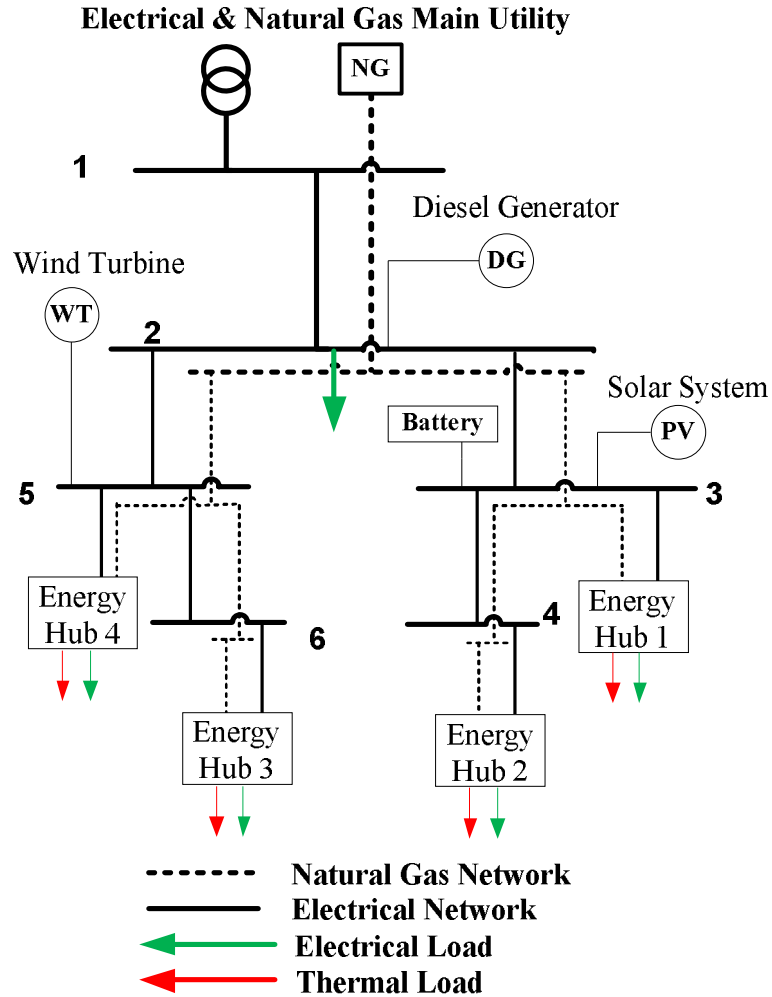 Electrical & Natural Gas Main Utility
NG
1
Diesel Generator
DG
Wind Turbine
WT
2
Solar System
Battery
PV
5
3
Energy
Hub 4
4
Energy
Hub 1
6
Energy
Hub 3
Energy
Hub 2
Natural Gas Network
Electrical Network
Electrical Load
Thermal Load